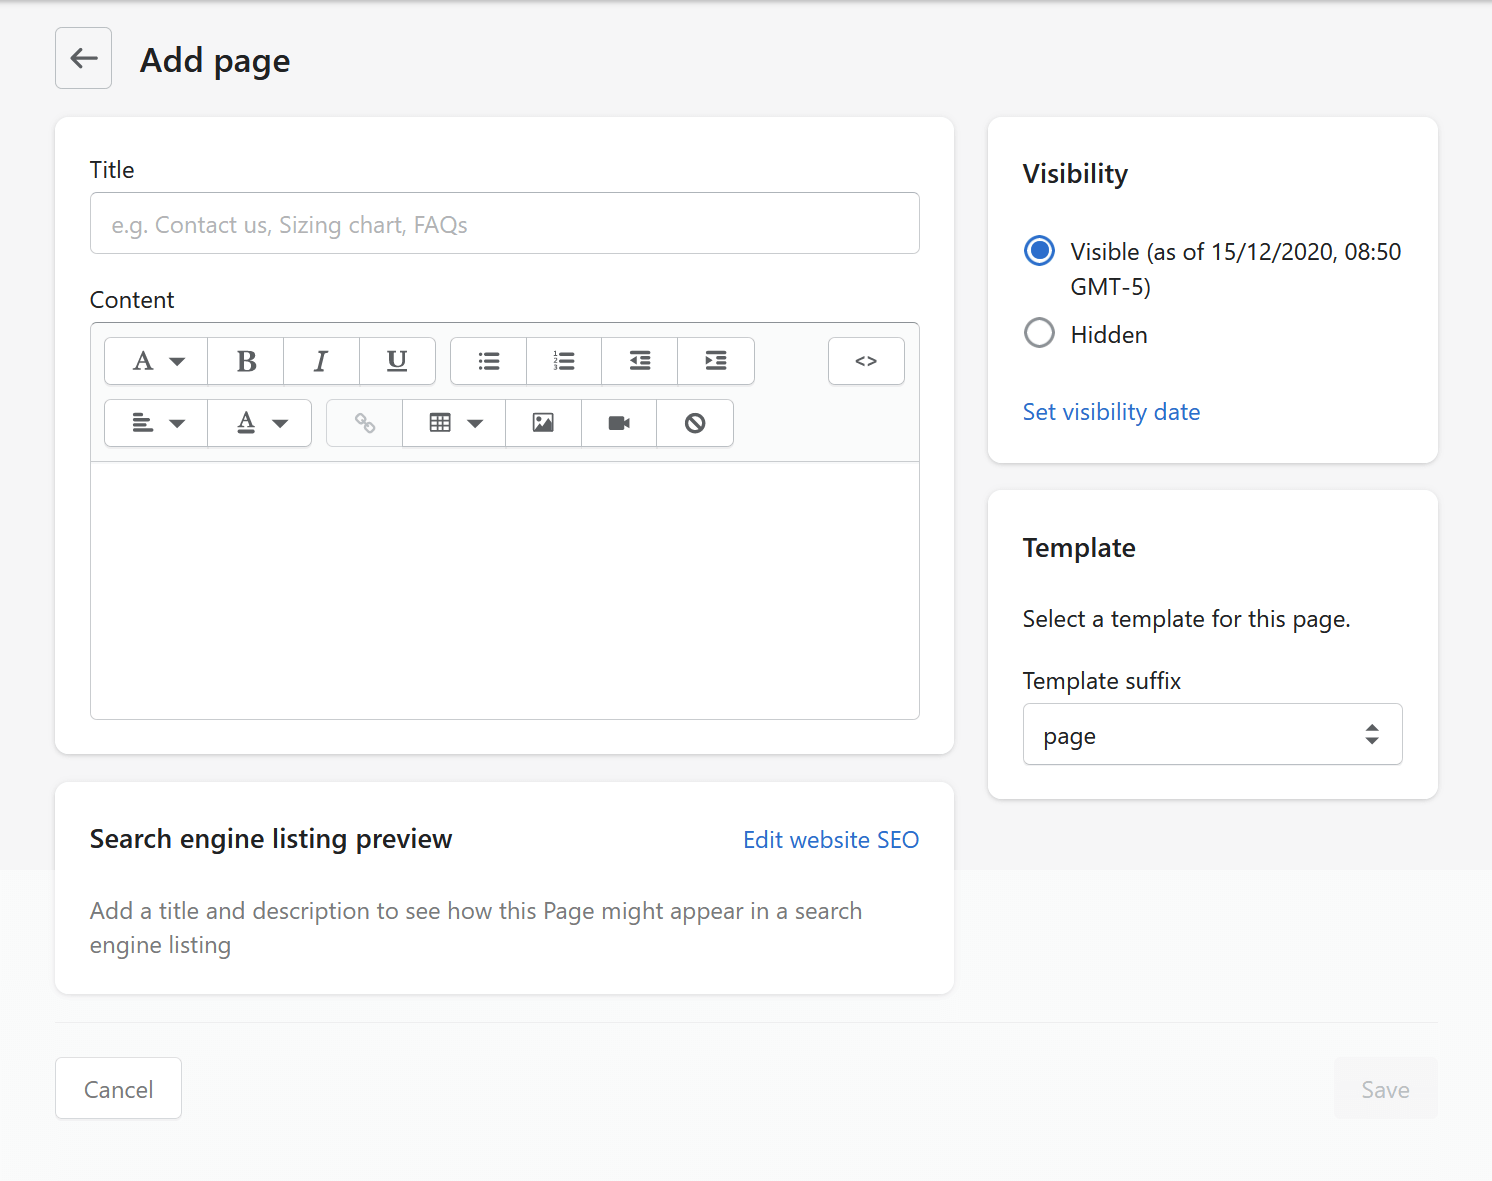 Add page
Title
e.g. Contact us, Sizing chart, FAQs
Content
A B I U <>
A
Search engine listing preview
Edit website SEO
Add a title and description to see how this Page might appear in a search
engine listing
Visibility
Visible (as of 15/12/2020, 08:50
GMT-5)
Hidden
Set visibility date
Template
Select a template for this page.
Template suffix
page
Cancel
Save